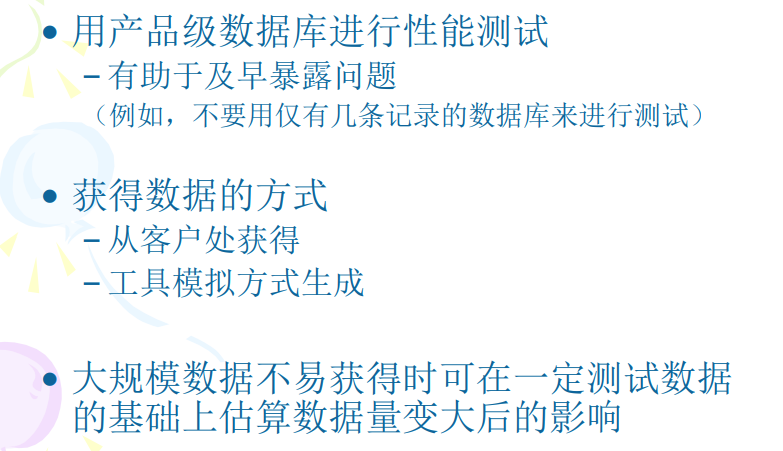 • 用产品级数据库进行性能测试
– 有助于及早暴露问题
（例如，不要用仅有几条记录的数据库来进行测试）
• 获得数据的方式
– 从客户处获得
– 工具模拟方式生成
• 大规模数据不易获得时可在一定测试数据
的基础上估算数据量变大后的影响